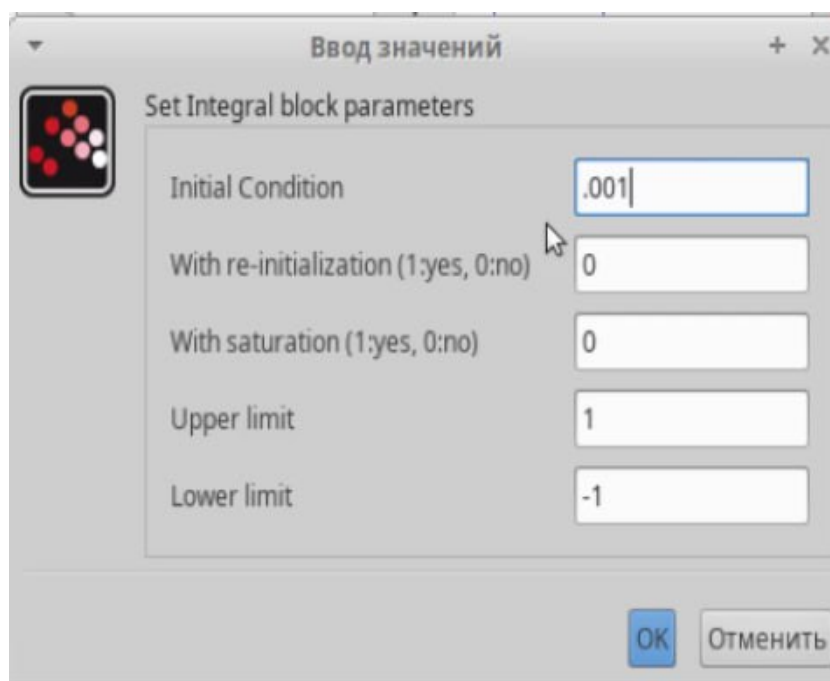 Ввод значений
Set Integral block parameters
Initial Condition .001
With re-initialization (1:yes, 0:no) 0
With saturation (1:yes, 0:no) 0
Upper limit 1
Lower limit -1
OK Отменить